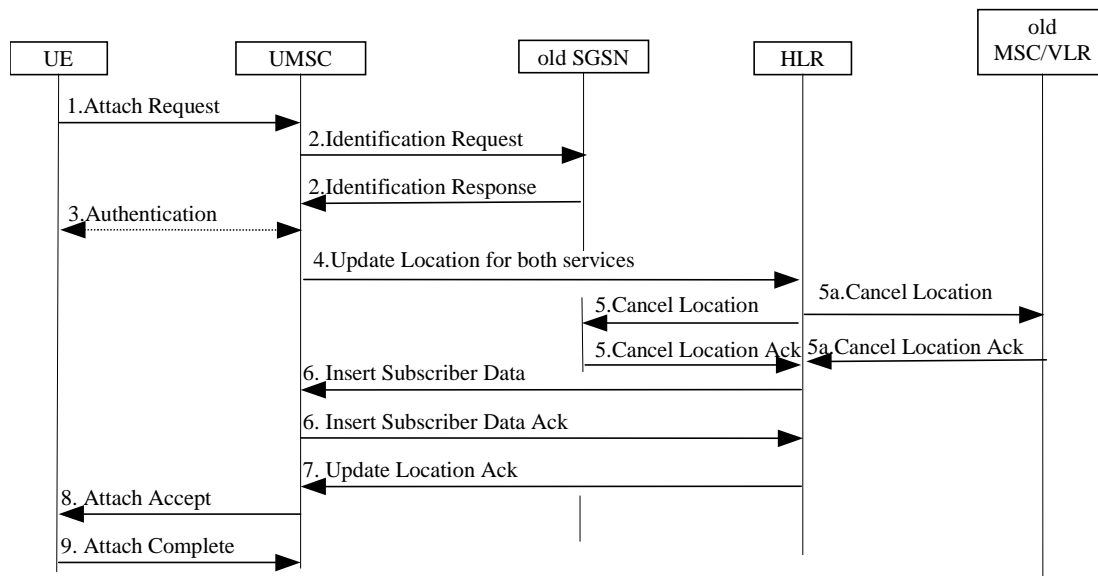 old
MSC/VLR
UE
UMSC
old SGSN
HLR
1.Attach Request
2.Identification Request
2.Identification Response
3.Authentication
4.Update Location for both services
5a.Cancel Location
5.Cancel Location
5.Cancel Location Ack
5a.Cancel Location Ack
6. Insert Subscriber Data
6. Insert Subscriber Data Ack
7. Update Location Ack
8. Attach Accept
9. Attach Complete